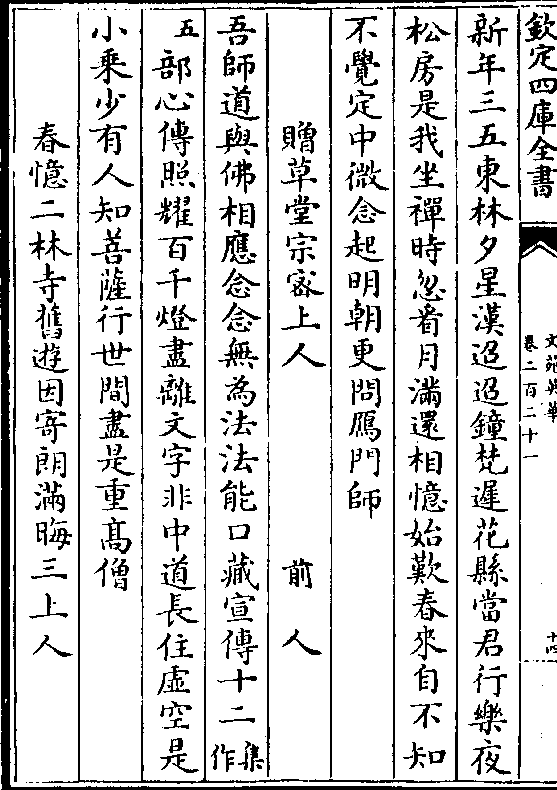 欽定四庫全書
文苑英華
卷二百二十一
十四
新年三五東林夕星漢迢迢鐘梵遲花縣當君行樂夜
松房是我坐禪時忽看月滿還相憶始歎春來自不知
不覺定中微念起明朝更問鴈門師
贈草堂宗密上人 前人
吾師道與佛相應念念無為法法能口藏宣傳十二集作
五部心傳照耀百千燈盡離文字非中道長住虛空是
小乘少有人知菩薩行世間盡是重高僧
春憶二林寺舊遊因寄朗滿晦三上人